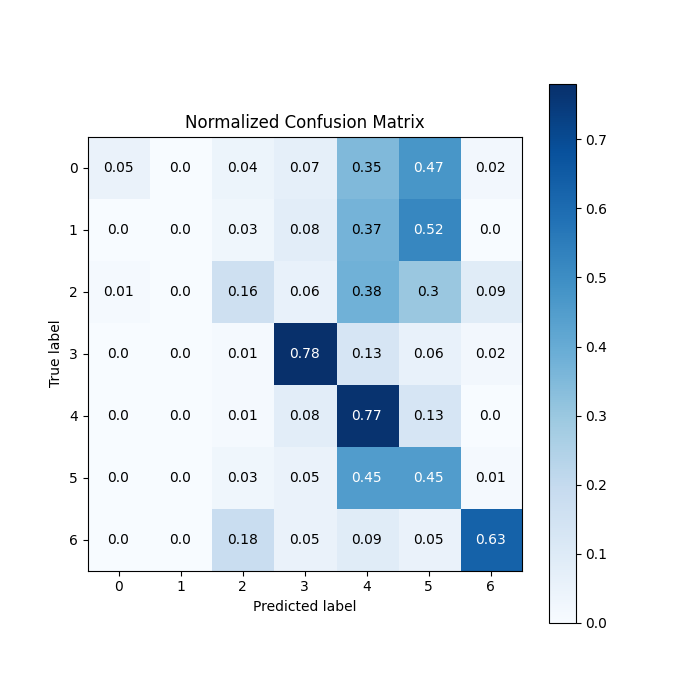 Normalized Confusion Matrix
0 0.05 0.0 0.04 0.07 0.35 0.47 0.02
1 0.0 0.0 0.03 0.08 0.37 0.52 0.0
2 0.01 0.0 0.16 0.06 0.38 0.3 0.09
3 0.0 0.0 0.01 0.78 0.13 0.06 0.02
4 0.0 0.0 0.01 0.08 0.77 0.13 0.0
5 0.0 0.0 0.03 0.05 0.45 0.45 0.01
6 0.0 0.0 0.18 0.05 0.09 0.05 0.63
0 1 2 3 4 5 6
Predicted label
True label
0.7
0.6
0.5
0.4
0.3
0.2
0.1
0.0